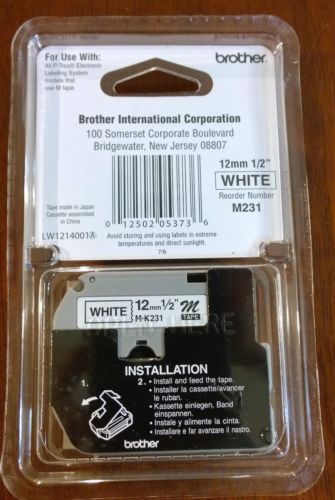 For Use With:
All P-Touch Electronic
Labeling System
models that
use M tape.
brother.
Brother International Corporation
100 Somerset Corporate Boulevard
Bridgewater, New Jersey 08807
0 12502 05373 6
12mm 1/2"
WHITE
Reorder Number
M231
Tape made in Japan
Cassette assembled
in China
LW1214001Ⓐ
Avoid storing and using labels in extreme
temperatures and direct sunlight.
7/6
WHITE
12mm 1/2"
M-K231
M
TAPE
HERE
INSTALLATION
1.
2. • Install and feed the tape.
• Installer la cassette/avancer
le ruban.
• Kassette einlegen, Band
einspannen.
• Instale y alimente la cinta.
• Installare e far avanzare il nastro.
brother